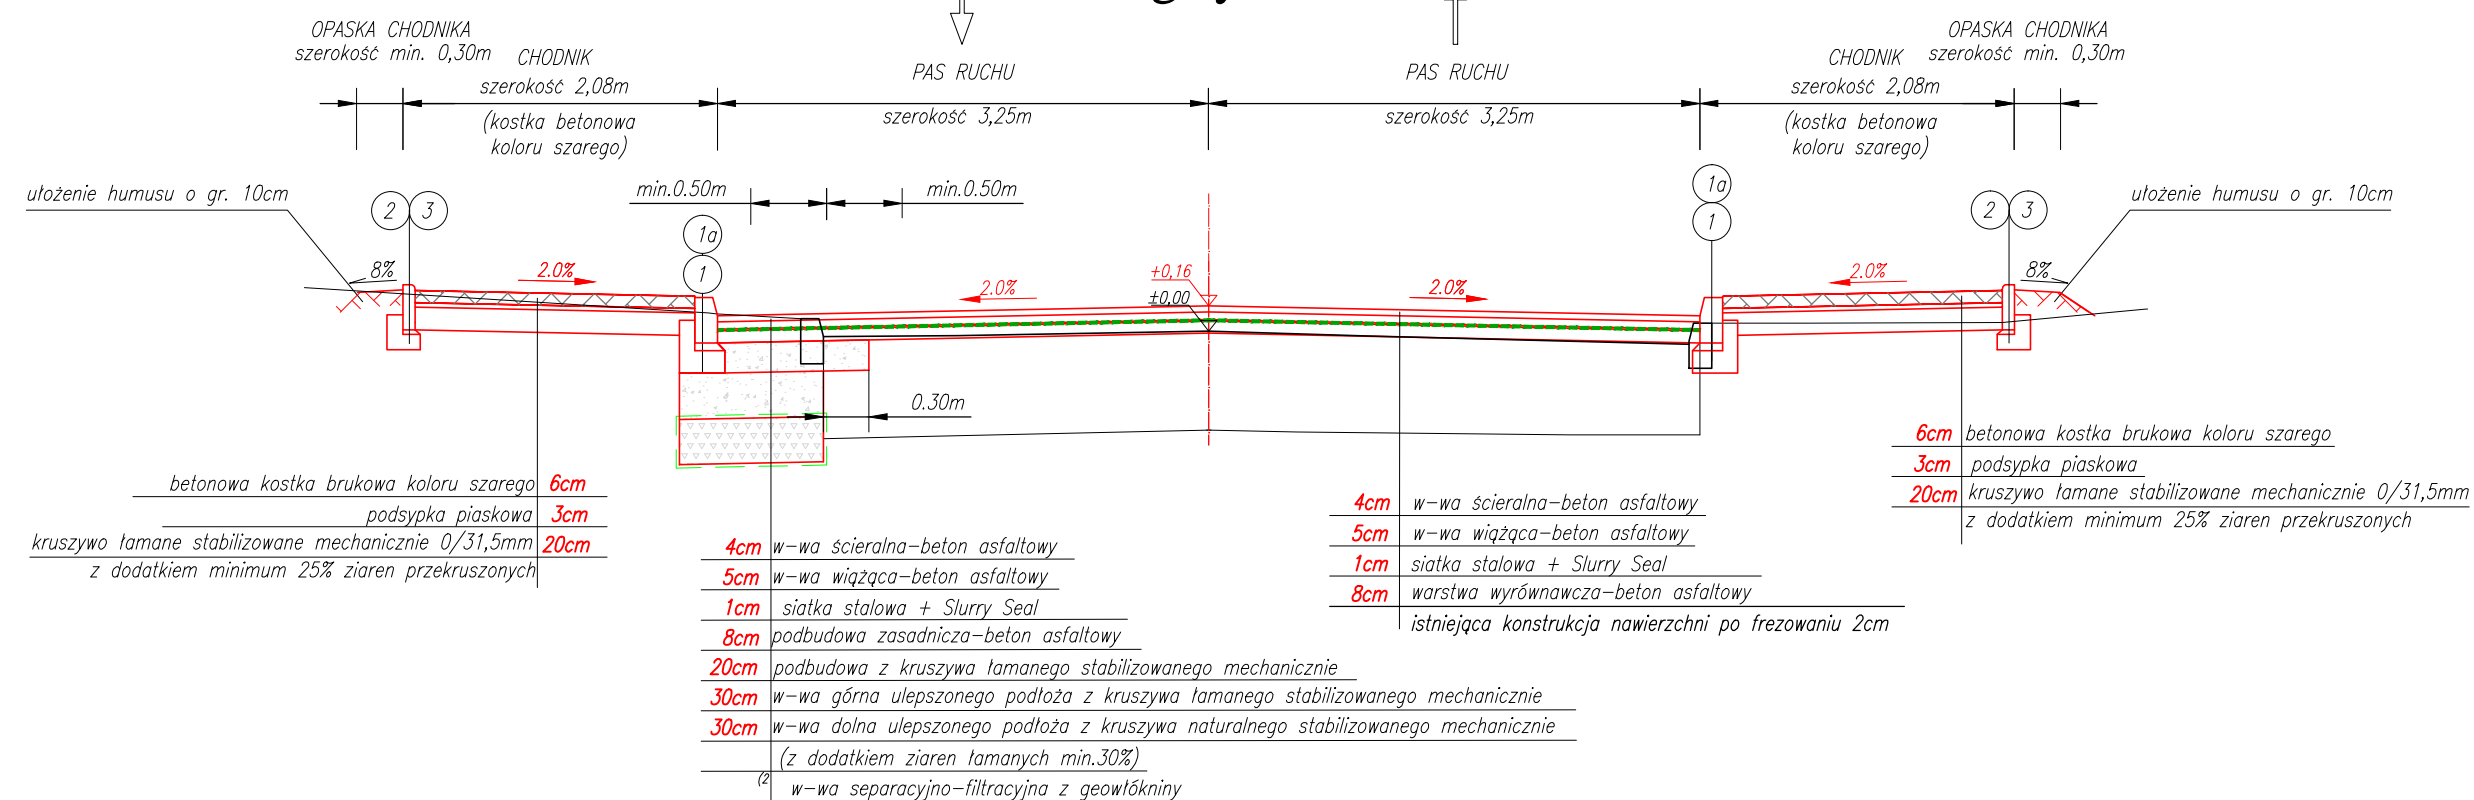 OPASKA CHODNIKA
szerokość min. 0,30m
CHODNIK
szerokość 2,08m
(kostka betonowa
koloru szarego)
PAS RUCHU
szerokość 3,25m
PAS RUCHU
szerokość 3,25m
OPASKA CHODNIKA
szerokość min. 0,30m
CHODNIK
szerokość 2,08m
(kostka betonowa
koloru szarego)
ułożenie humusu o gr. 10cm
2 3
min.0.50m
min.0.50m
1a
1
1a
1
2 3
ułożenie humusu o gr. 10cm
8%
2.0%
2.0%
+0,16
±0,00
2.0%
2.0%
8%
0.30m
betonowa kostka brukowa koloru szarego 6cm
podsypka piaskowa 3cm
kruszywo łamane stabilizowane mechanicznie 0/31,5mm 20cm
z dodatkiem minimum 25% ziaren przekruszonych
4cm w-wa ścieralna-beton asfaltowy
5cm w-wa wiążąca-beton asfaltowy
1cm siatka stalowa + Slurry Seal
8cm podbudowa zasadnicza-beton asfaltowy
20cm podbudowa z kruszywa łamanego stabilizowanego mechanicznie
30cm w-wa górna ulepszonego podłoża z kruszywa łamanego stabilizowanego mechanicznie
30cm w-wa dolna ulepszonego podłoża z kruszywa naturalnego stabilizowanego mechanicznie
(z dodatkiem ziaren łamanych min.30%)
(2
w-wa separacyjno-filtracyjna z geowłókniny
4cm w-wa ścieralna-beton asfaltowy
5cm w-wa wiążąca-beton asfaltowy
1cm siatka stalowa + Slurry Seal
8cm warstwa wyrównawcza-beton asfaltowy
istniejąca konstrukcja nawierzchni po frezowaniu 2cm
6cm betonowa kostka brukowa koloru szarego
3cm podsypka piaskowa
20cm kruszywo łamane stabilizowane mechanicznie 0/31,5mm
z dodatkiem minimum 25% ziaren przekruszonych